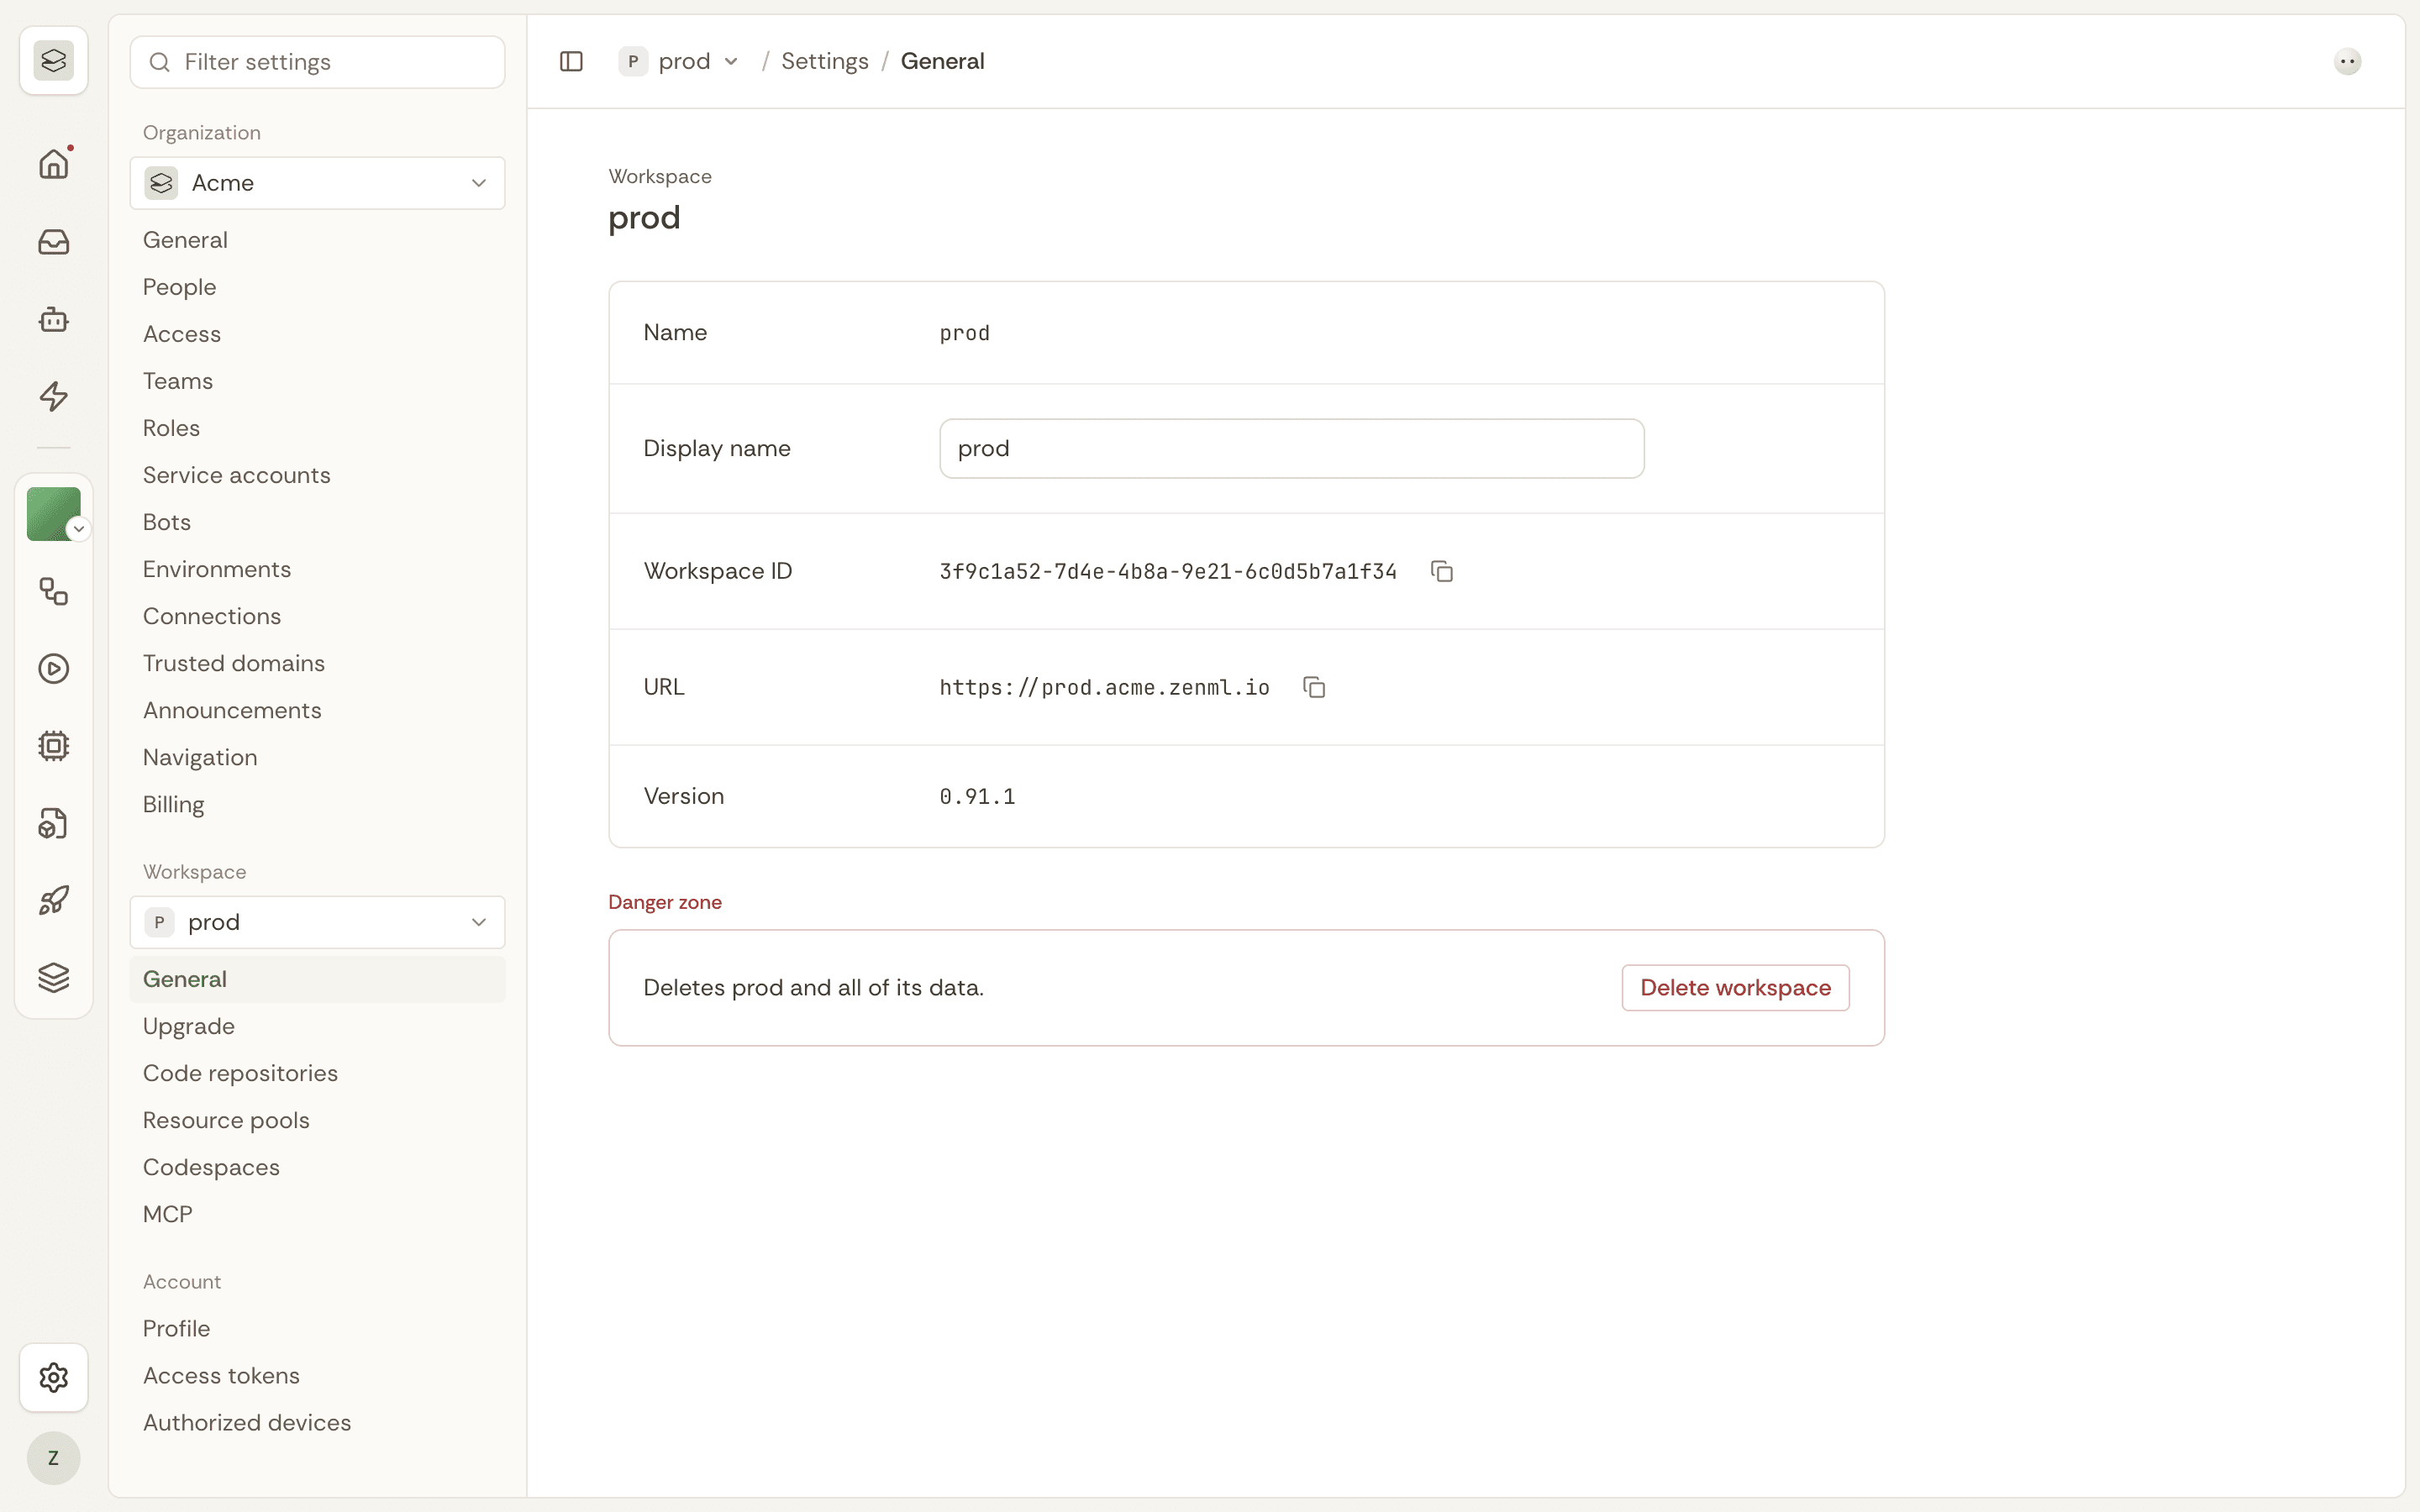 Filter settings
Organization
Acme
General
People
Access
Teams
Roles
Service accounts
Bots
Environments
Connections
Trusted domains
Announcements
Navigation
Billing
Workspace
P prod
General
Upgrade
Code repositories
Resource pools
Codespaces
MCP
Account
Profile
Access tokens
Authorized devices
Z
P prod / Settings / General
Workspace
prod
Name prod
Display name prod
Workspace ID 3f9c1a52-7d4e-4b8a-9e21-6c0d5b7a1f34
URL https://prod.acme.zenml.io
Version 0.91.1
Danger zone
Deletes prod and all of its data. Delete workspace